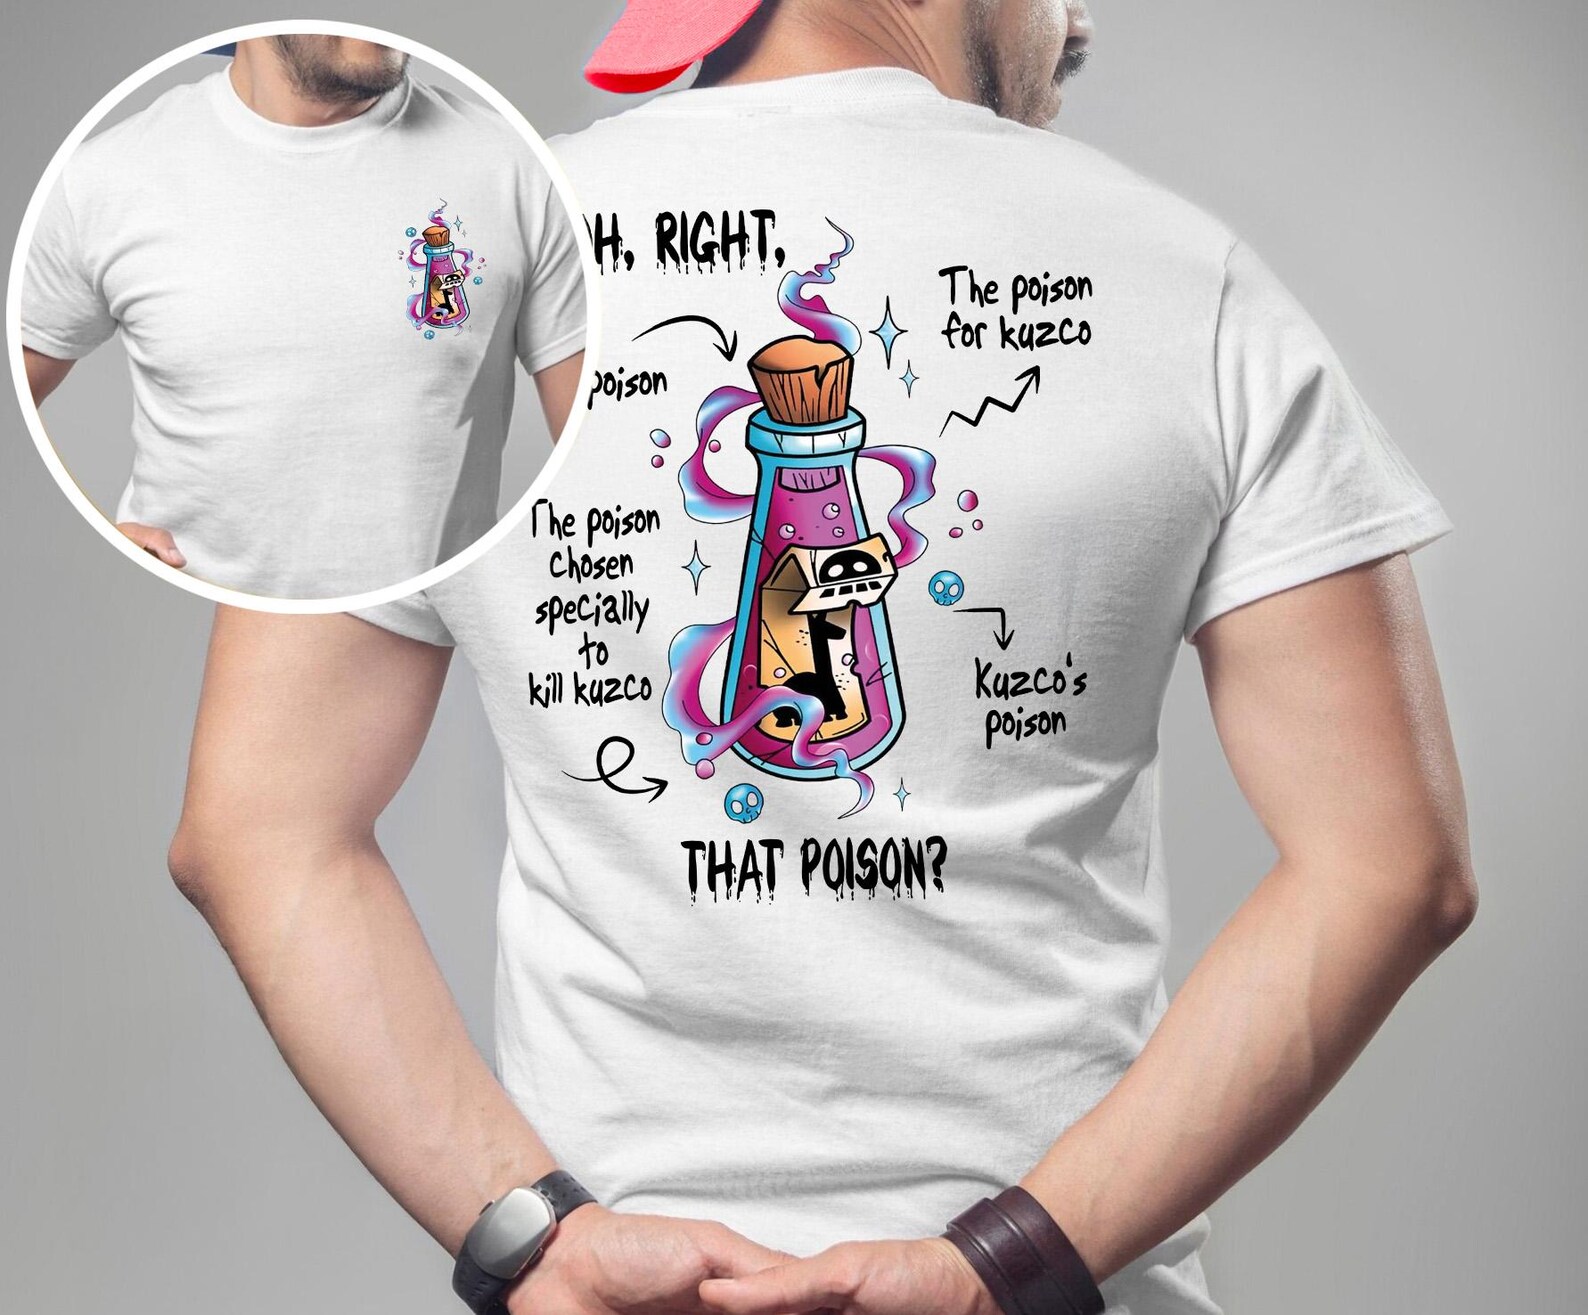 H, RIGHT,
The poison
for kuzco
poison
The poison
chosen
specially
to
kill kuzco
Kuzco's
poison
THAT POISON?